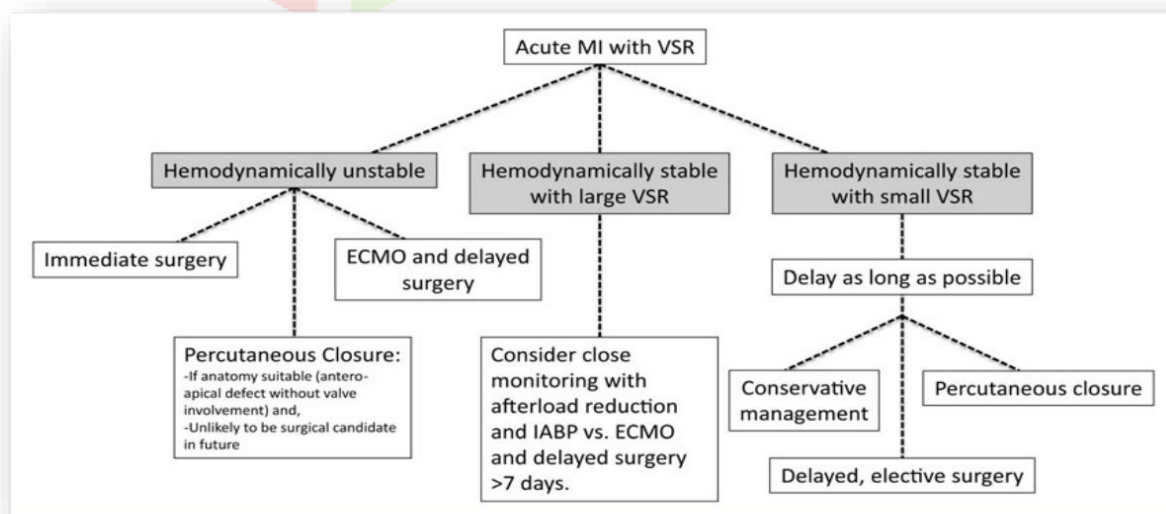 Acute MI with VSR
Hemodynamically unstable
Hemodynamically stable
with large VSR
Hemodynamically stable
with small VSR
Immediate surgery
ECMO and delayed
surgery
Delay as long as possible
Percutaneous Closure:
-If anatomy suitable (antero-
apical defect without valve
involvement) and,
-Unlikely to be surgical candidate
in future
Consider close
monitoring with
afterload reduction
and IABP vs. ECMO
and delayed surgery
>7 days.
Conservative
management
Percutaneous closure
Delayed, elective surgery